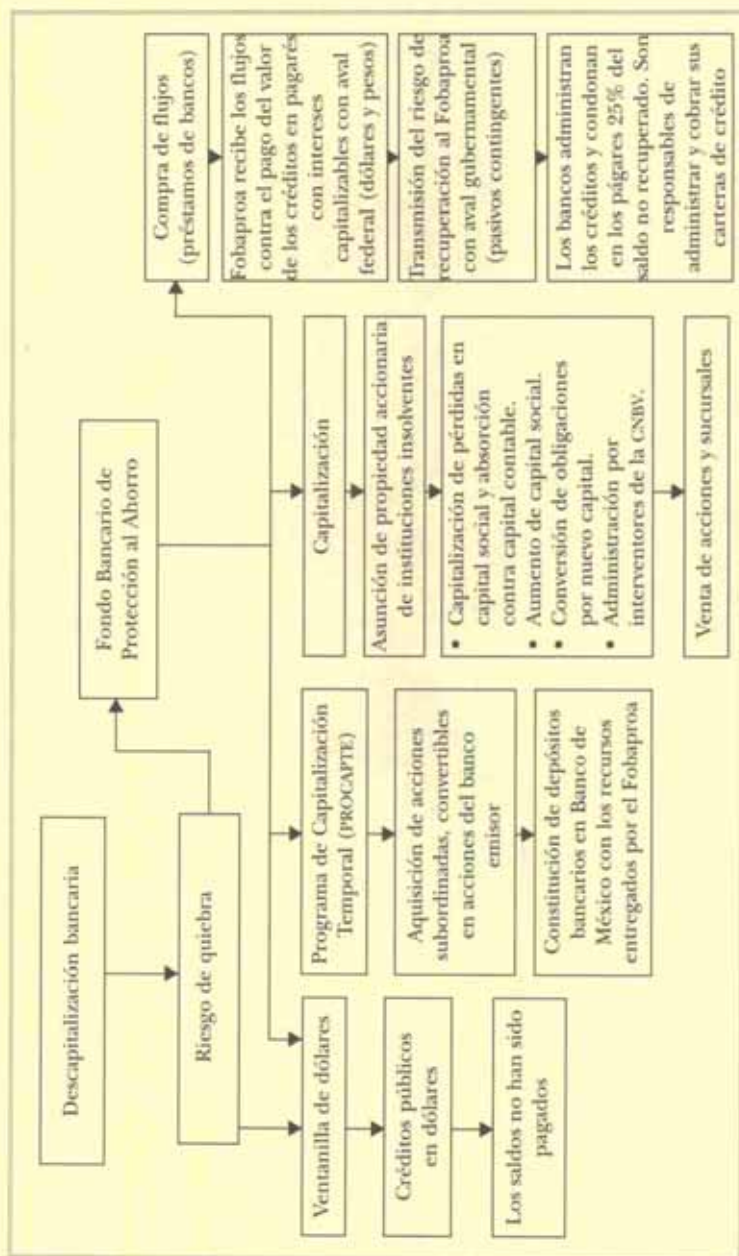 Descapitalización bancaria
Riesgo de quiebra
Fondo Bancario de
Protección al Ahorro
Ventanilla de dólares
Créditos públicos
en dólares
Los saldos no han sido
pagados
Programa de Capitalización
Temporal (PROCAPTE)
Aquisición de acciones
subordinadas, convertibles
en acciones del banco
emisor
Constitución de depósitos
bancarios en Banco de
México con los recursos
entregados por el Fobaproa
Capitalización
Asunción de propiedad accionaria
de instituciones insolventes
• Capitalización de pérdidas en
capital social y absorción
contra capital contable.
• Aumento de capital social.
• Conversión de obligaciones
por nuevo capital.
• Administración por
interventores de la CNBV.
Venta de acciones y sucursales
Compra de flujos
(préstamos de bancos)
Fobaproa recibe los flujos
contra el pago del valor
de los créditos en pagarés
con intereses
capitalizables con aval
federal (dólares y pesos)
Transmisión del riesgo de
recuperación al Fobaproa
con aval gubernamental
(pasivos contingentes)
Los bancos administran
los créditos y condonan
en los págares 25% del
saldo no recuperado. Son
responsables de
administrar y cobrar sus
carteras de crédito